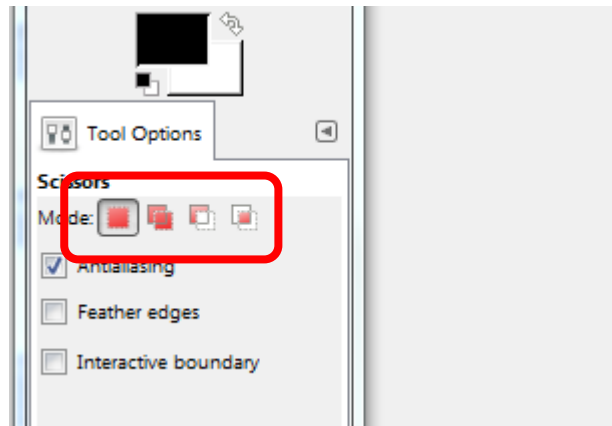 Tool Options
Scissors
Mode:
Antialiasing
Feather edges
Interactive boundary